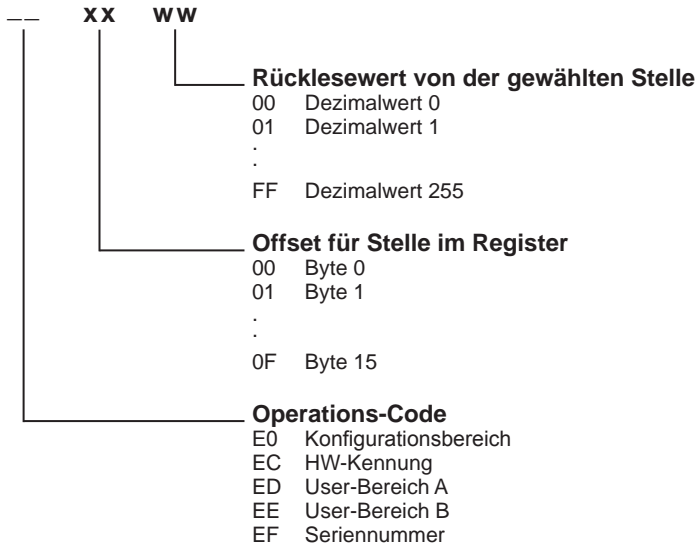 __ xx ww
Rücklesewert von der gewählten Stelle
00 Dezimalwert 0
01 Dezimalwert 1
.
.
FF Dezimalwert 255
Offset für Stelle im Register
00 Byte 0
01 Byte 1
.
.
0F Byte 15
Operations-Code
E0 Konfigurationsbereich
EC HW-Kennung
ED User-Bereich A
EE User-Bereich B
EF Seriennummer